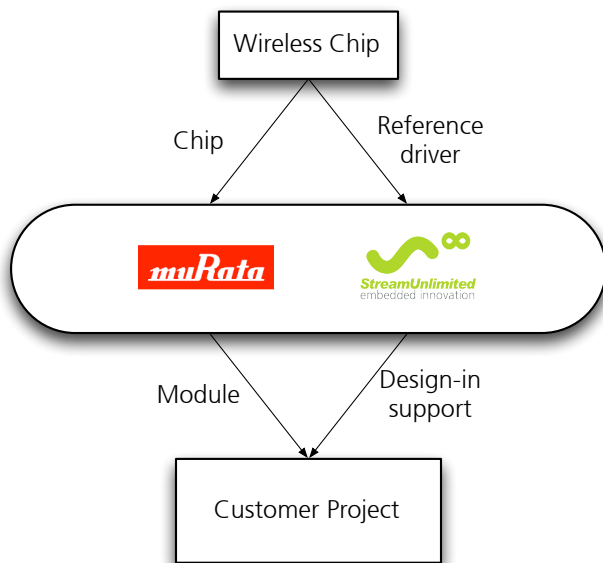 Wireless Chip
Chip
Reference
driver
muRata
StreamUnlimited
embedded innovation
Module
Design-in
support
Customer Project